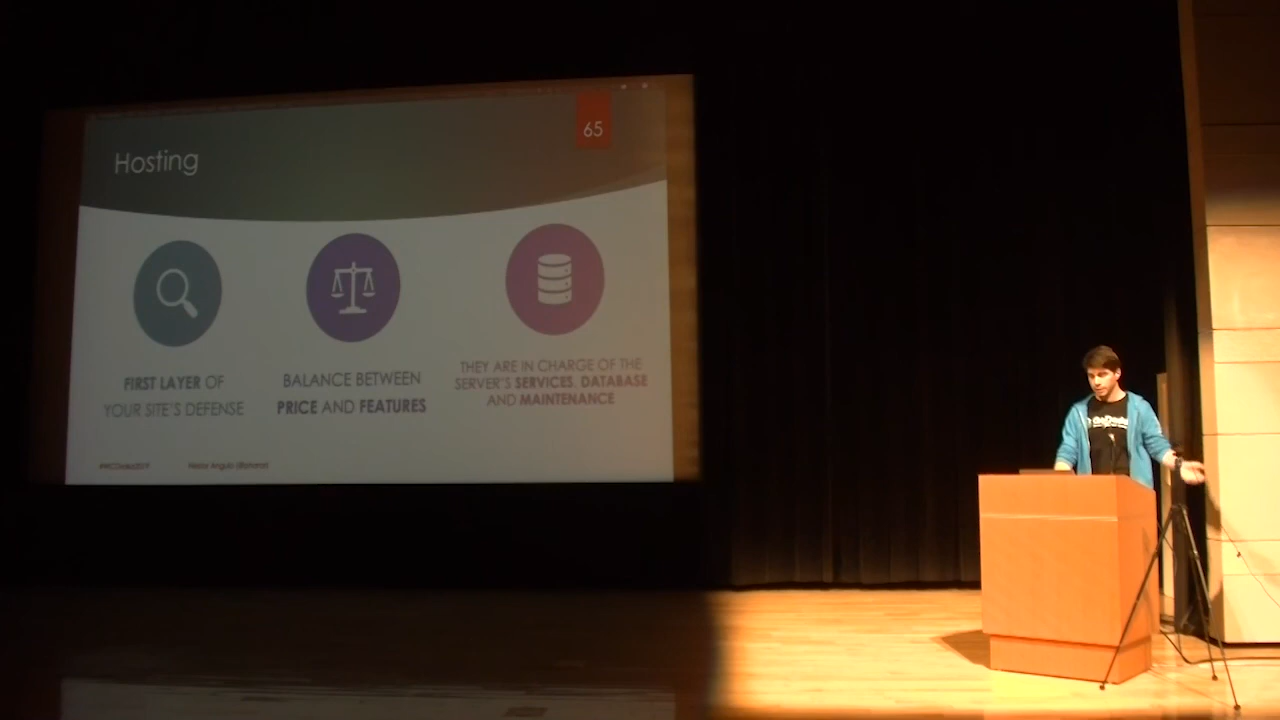 65
Hosting
FIRST LAYER OF
YOUR SITE'S DEFENSE
BALANCE BETWEEN
PRICE AND FEATURES
THEY ARE IN CHARGE OF THE
SERVER'S SERVICES, DATABASE
AND MAINTENANCE